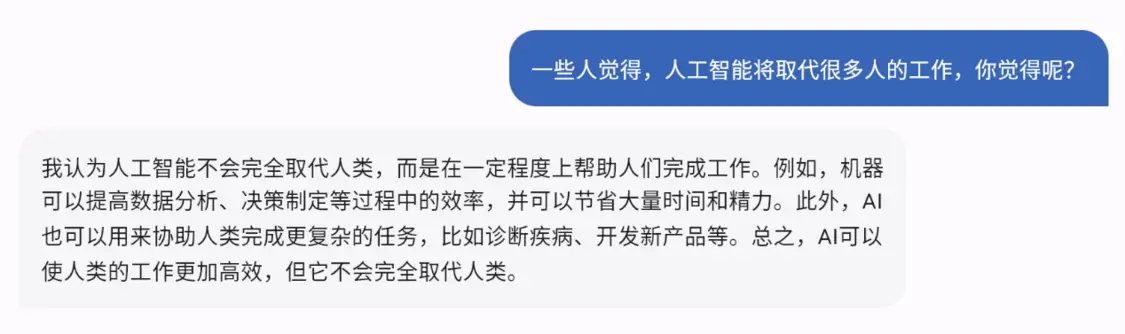 一些人觉得，人工智能将取代很多人的工作，你觉得呢？
我认为人工智能不会完全取代人类，而是在一定程度上帮助人们完成工作。例如，机器
可以提高数据分析、决策制定等过程中的效率，并可以节省大量时间和精力。此外，AI
也可以用来协助人类完成更复杂的任务，比如诊断疾病、开发新产品等。总之，AI可以
使人类的工作更加高效，但它不会完全取代人类。